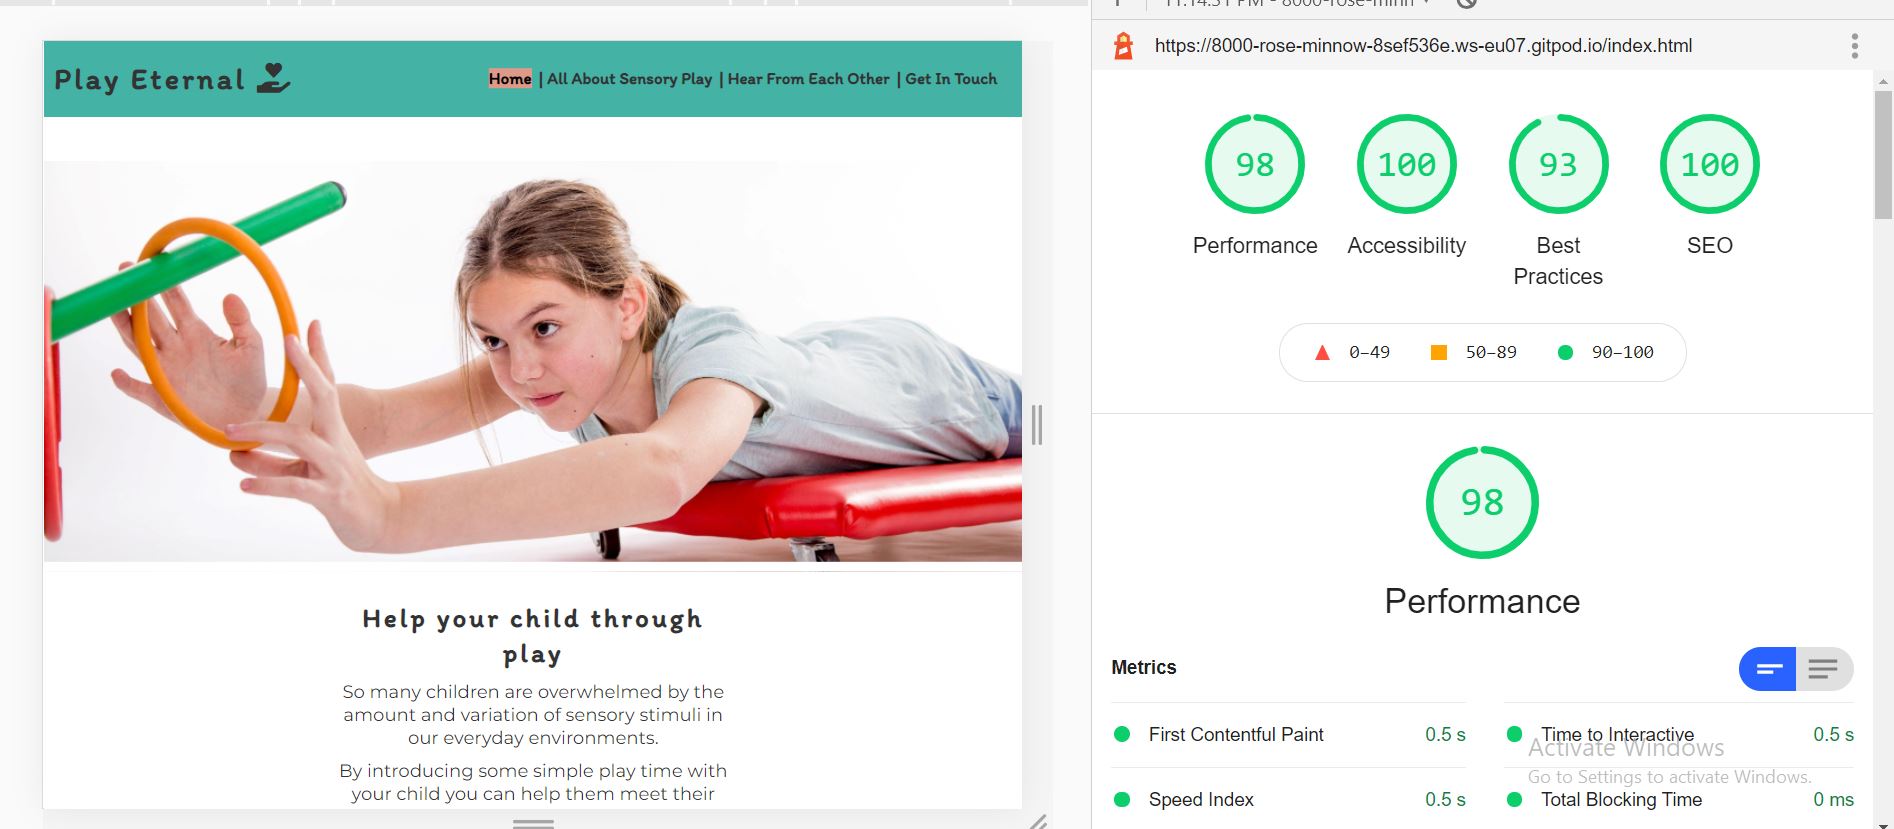 Play Eternal
Home | All About Sensory Play | Hear From Each Other | Get In Touch
Help your child through
play
So many children are overwhelmed by the
amount and variation of sensory stimuli in
our everyday environments.
By introducing some simple play time with
your child you can help them meet their
https://8000-rose-minnow-8sef536e.ws-eu07.gitpod.io/index.html
98 100 93 100
Performance Accessibility Best Practices SEO
0–49 50–89 90–100
98
Performance
Metrics
First Contentful Paint 0.5 s
Time to Interactive 0.5 s
Speed Index 0.5 s
Total Blocking Time 0 ms
Activate Windows
Go to Settings to activate Windows.